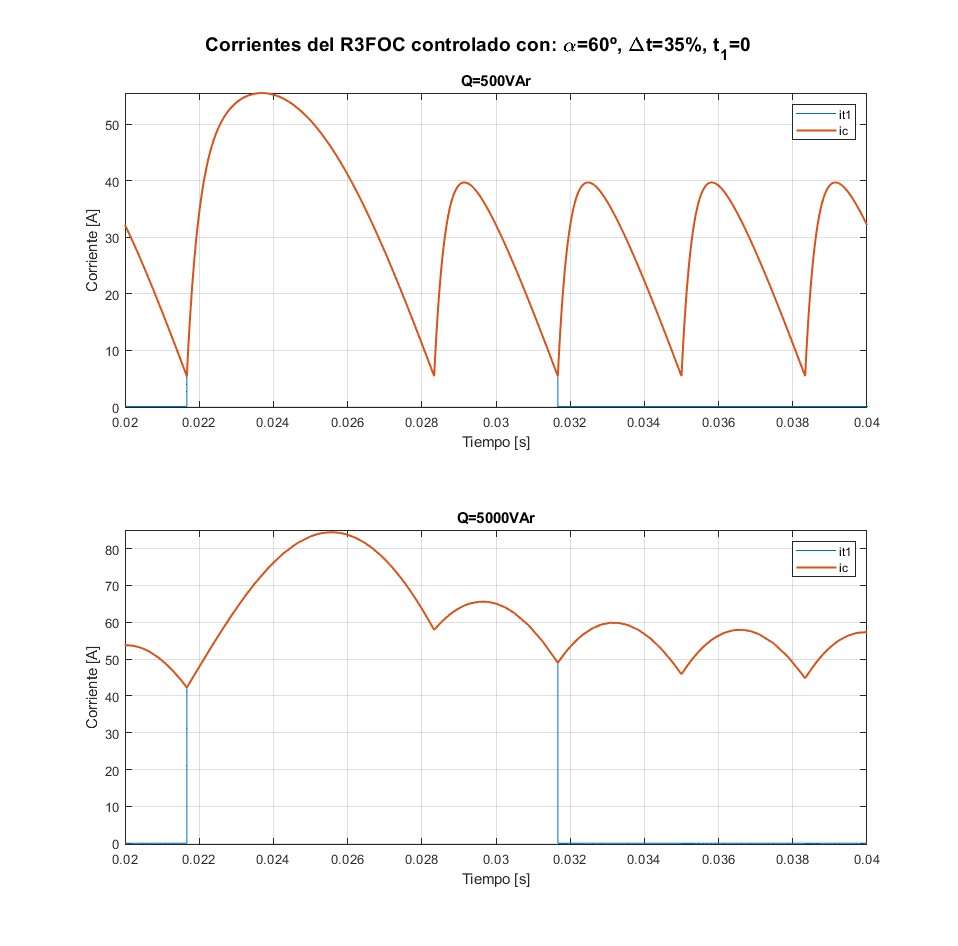 Corrientes del R3FOC controlado con: α=60º, Δt=35%, t₁=0
Q=500VAr
it1
ic
50
40
30
20
10
0
Corriente [A]
0.02 0.022 0.024 0.026 0.028 0.03 0.032 0.034 0.036 0.038 0.04
Tiempo [s]
Q=5000VAr
it1
ic
80
70
60
50
40
30
20
10
0
Corriente [A]
0.02 0.022 0.024 0.026 0.028 0.03 0.032 0.034 0.036 0.038 0.04
Tiempo [s]